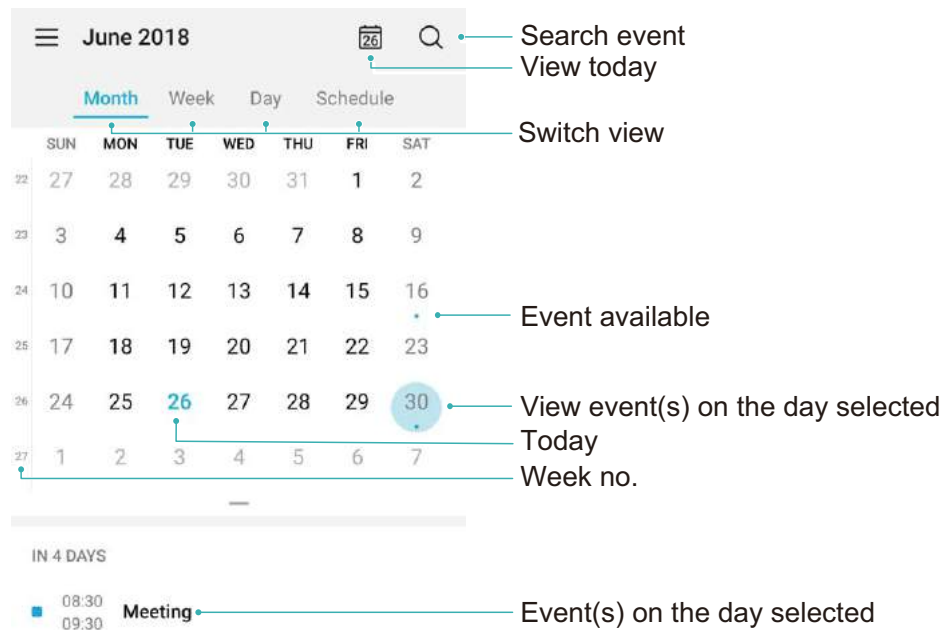 June 2018 26 Search event
View today
Month Week Day Schedule
Switch view
SUN MON TUE WED THU FRI SAT
22 27 28 29 30 31 1 2
23 3 4 5 6 7 8 9
24 10 11 12 13 14 15 16
Event available
25 17 18 19 20 21 22 23
26 24 25 26 27 28 29 30 View event(s) on the day selected
Today
27 1 2 3 4 5 6 7
Week no.
IN 4 DAYS
08:30
Meeting Event(s) on the day selected
09:30